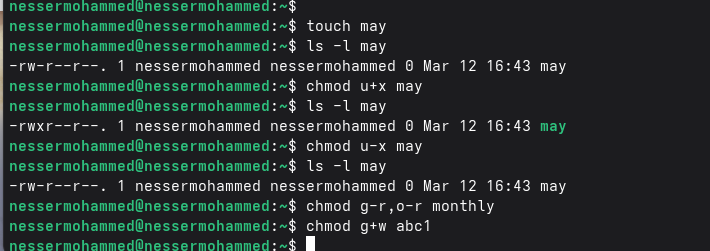 nessermohammed@nessermohammed:~$
nessermohammed@nessermohammed:~$ touch may
nessermohammed@nessermohammed:~$ ls -l may
-rw-r--r--. 1 nessermohammed nessermohammed 0 Mar 12 16:43 may
nessermohammed@nessermohammed:~$ chmod u+x may
nessermohammed@nessermohammed:~$ ls -l may
-rwxr--r--. 1 nessermohammed nessermohammed 0 Mar 12 16:43 may
nessermohammed@nessermohammed:~$ chmod u-x may
nessermohammed@nessermohammed:~$ ls -l may
-rw-r--r--. 1 nessermohammed nessermohammed 0 Mar 12 16:43 may
nessermohammed@nessermohammed:~$ chmod g-r,o-r monthly
nessermohammed@nessermohammed:~$ chmod g+w abc1
nessermohammed@nessermohammed:~$